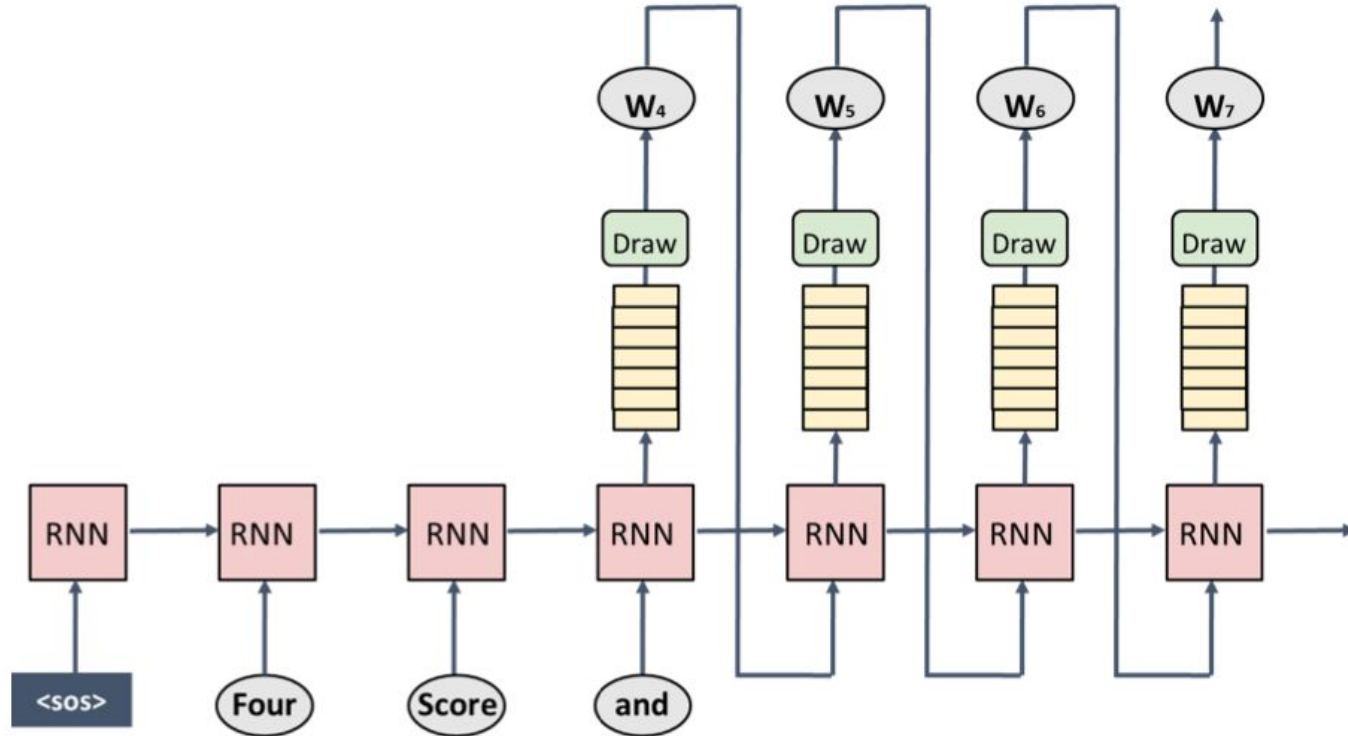 W₄ W₅ W₆ W₇
Draw Draw Draw Draw
RNN RNN RNN RNN RNN RNN RNN
<sos> Four Score and